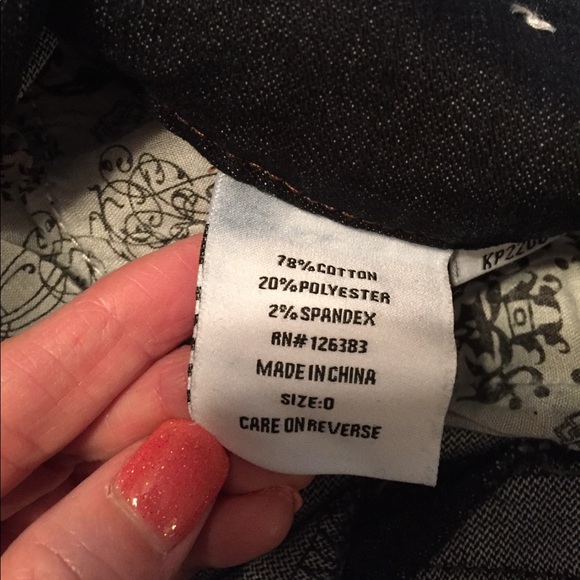 78% COTTON
20% POLYESTER
2% SPANDEX
RN# 126383
MADE IN CHINA
SIZE:0
CARE ON REVERSE